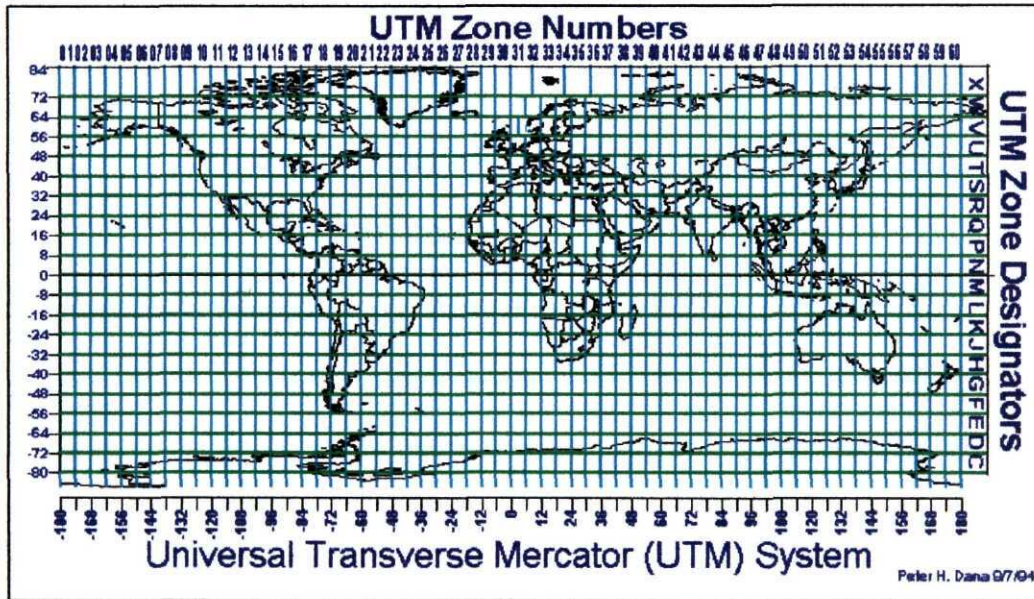 UTM Zone Numbers
01 02 03 04 05 06 07 08 09 10 11 12 13 14 15 16 17 18 19 20 21 22 23 24 25 26 27 28 29 30 31 32 33 34 35 36 37 38 39 40 41 42 43 44 45 46 47 48 49 50 51 52 53 54 55 56 57 58 59 60
84
72
64
56
48
40
32
24
16
8
0
-8
-16
-24
-32
-40
-48
-56
-64
-72
-80
X
W
V
U
T
S
R
Q
P
N
M
L
K
J
H
G
F
E
D
C
UTM Zone Designators
-180 -168 -156 -144 -132 -120 -108 -96 -84 -72 -60 -48 -36 -24 -12 0 12 24 36 48 60 72 84 96 108 120 132 144 156 168 180
Universal Transverse Mercator (UTM) System
Peter H. Dana 9/7/94